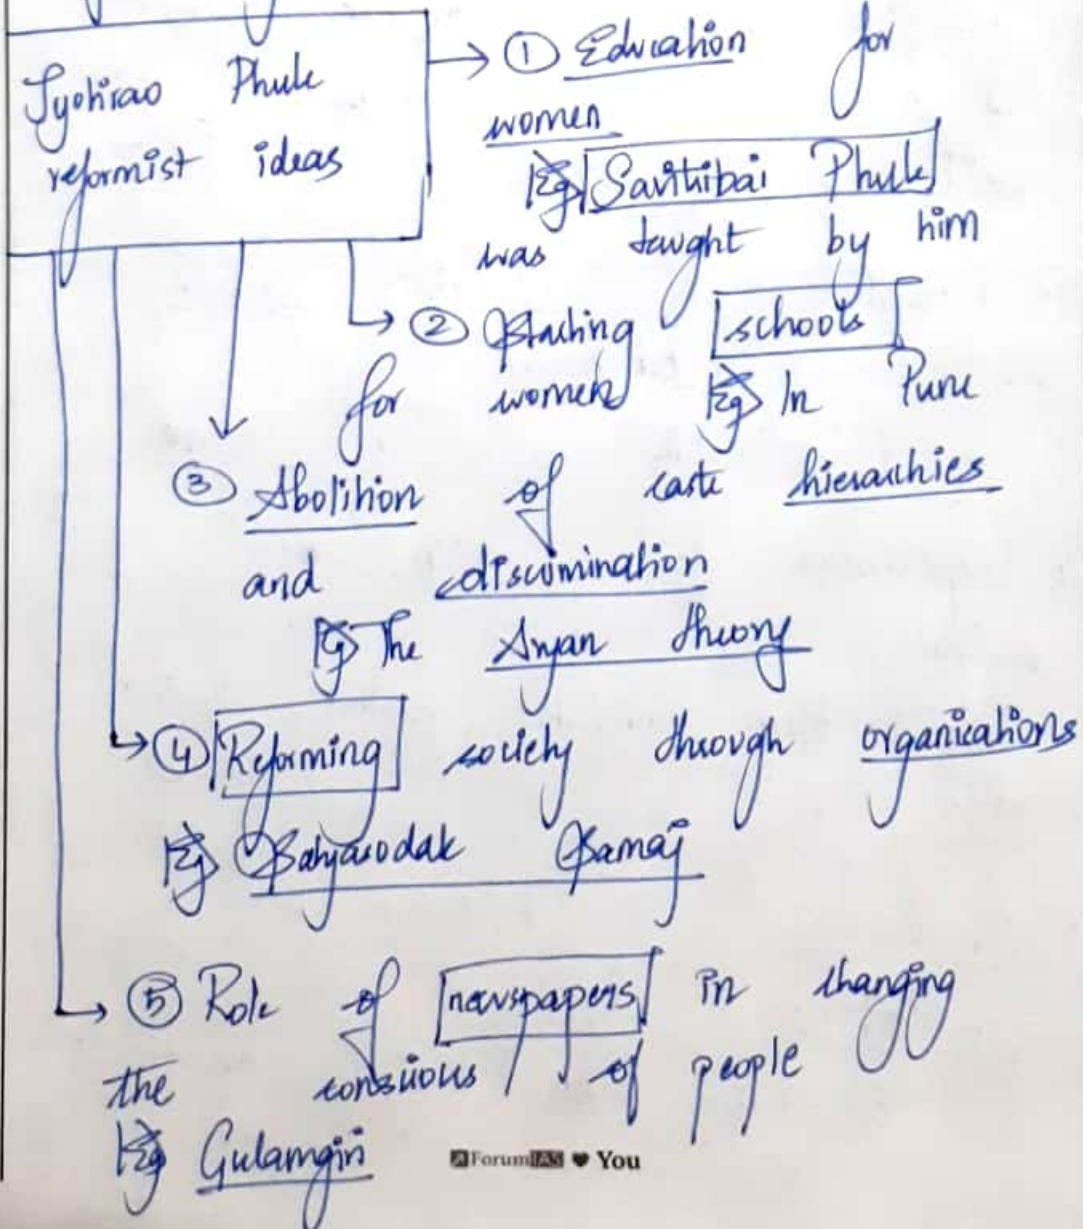 Jyotirao Phule
reformist ideas
① Education for
women
Eg Savithibai Phule
was taught by him
② Starting schools
for women Eg In Pune
③ Abolition of caste hierarchies
and discrimination
Eg The Aryan theory
④ Reforming society through organizations
Eg Satyasodak Samaj
⑤ Role of newspapers in changing
the consious of people
Eg Gulamgiri
ForumIAS ♥ You